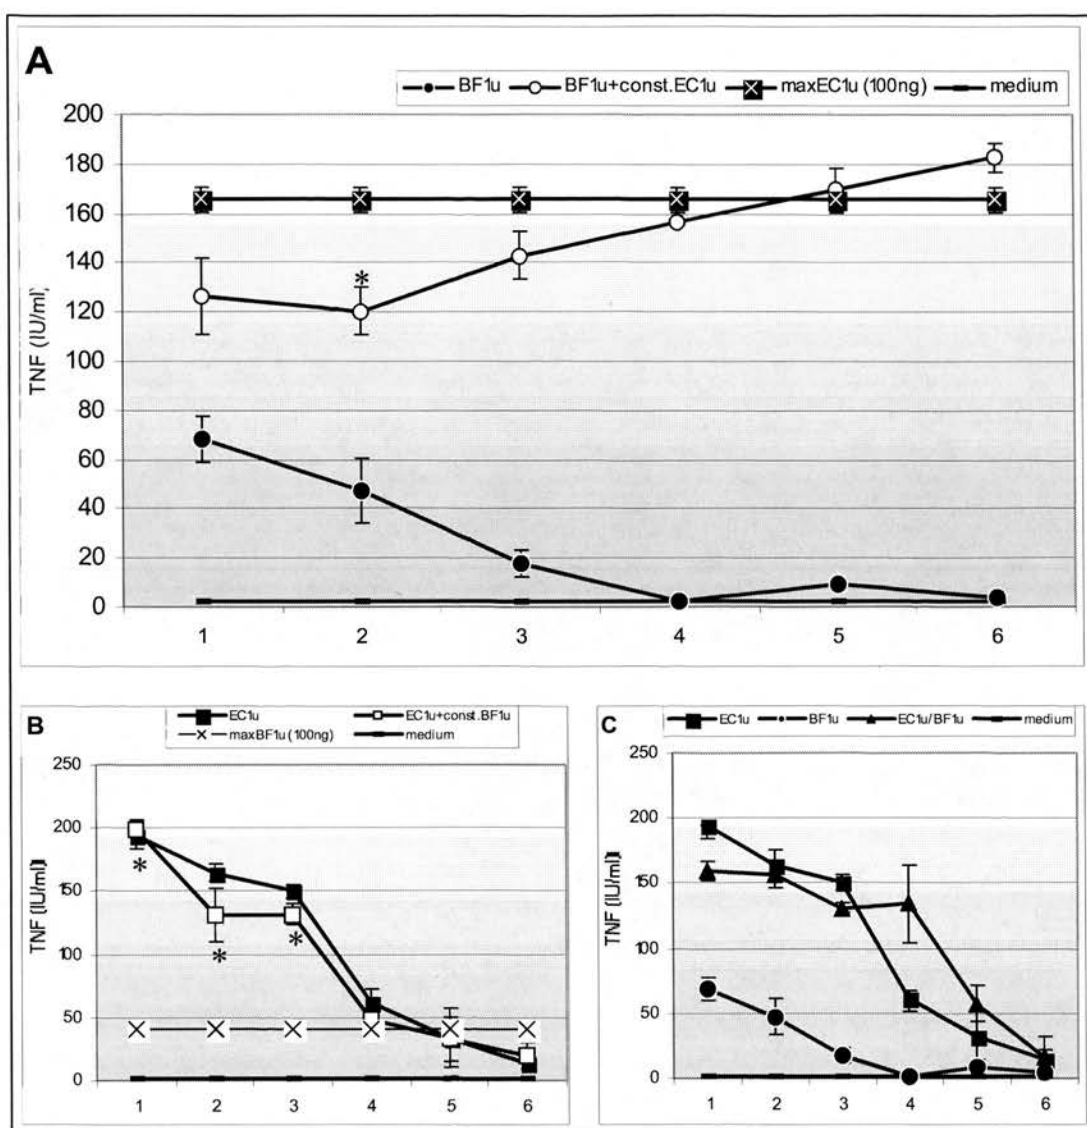 A
BF1u BF1u+const.EC1u maxEC1u (100ng) medium
200
180
160
140
120
100
80
60
40
20
0
TNF (IU/ml)
*
1 2 3 4 5 6
B
EC1u EC1u+const.BF1u
maxBF1u (100ng) medium
250
200
150
100
50
0
TNF (IU/ml)
* * *
1 2 3 4 5 6
C
EC1u BF1u EC1u/BF1u medium
250
200
150
100
50
0
TNF (IU/ml)
1 2 3 4 5 6